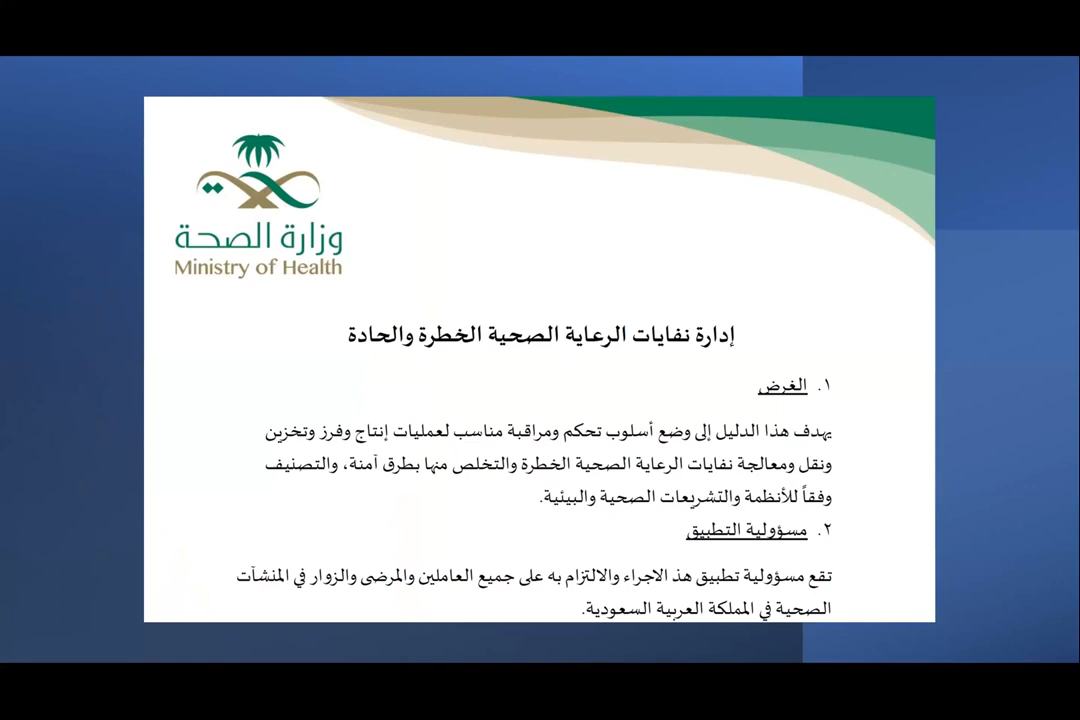 وزارة الصحة
Ministry of Health
إدارة نفايات الرعاية الصحية الخطرة والحادة
١. الغرض
يهدف هذا الدليل إلى وضع أسلوب تحكم ومراقبة مناسب لعمليات إنتاج وفرز وتخزين
ونقل ومعالجة نفايات الرعاية الصحية الخطرة والتخلص منها بطرق آمنة، والتصنيف
وفقاً للأنظمة والتشريعات الصحية والبيئية.
٢. مسؤولية التطبيق
تقع مسؤولية تطبيق هذ الاجراء والالتزام به على جميع العاملين والمرضى والزوار في المنشآت
الصحية في المملكة العربية السعودية.